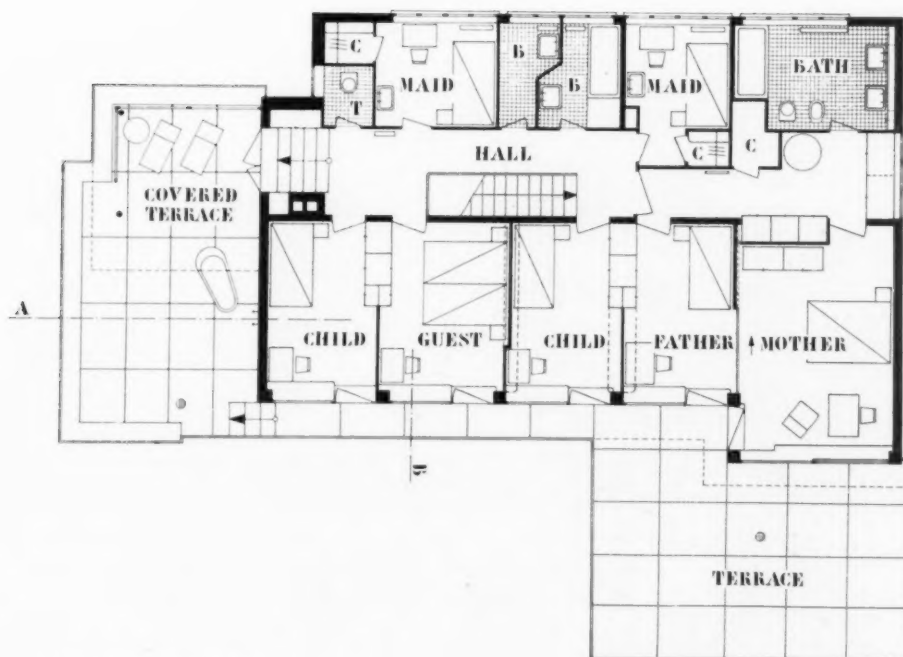 C
B
MAID
B
MAID
BATH
T
HALL
C
C
COVERED
TERRACE
A
CHILD
GUEST
CHILD
FATHER
MOTHER
B
TERRACE